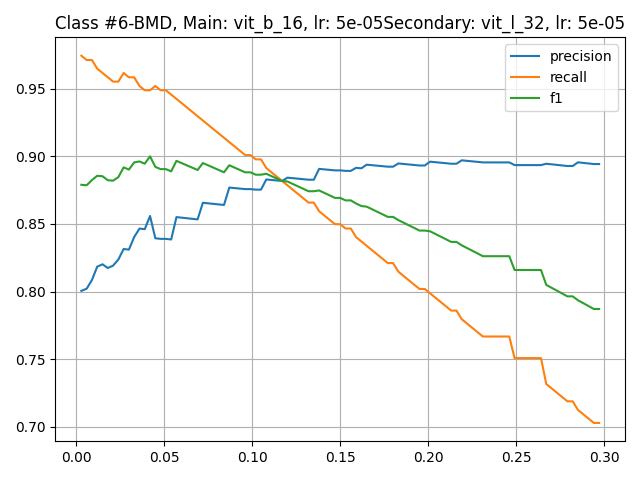 Class #6-BMD, Main: vit_b_16, lr: 5e-05Secondary: vit_l_32, lr: 5e-05
precision
recall
f1
0.95
0.90
0.85
0.80
0.75
0.70
0.00 0.05 0.10 0.15 0.20 0.25 0.30